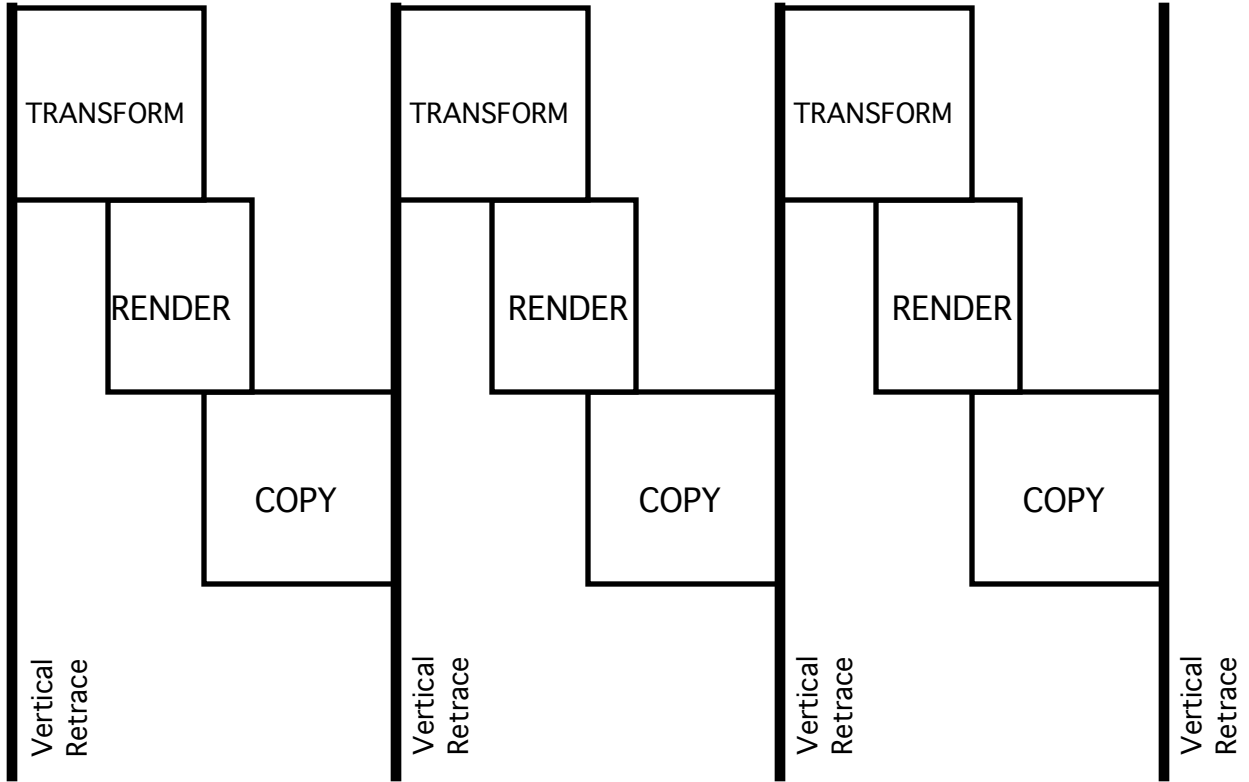 TRANSFORM
TRANSFORM
TRANSFORM
RENDER
RENDER
RENDER
COPY
COPY
COPY
Vertical
Retrace
Vertical
Retrace
Vertical
Retrace
Vertical
Retrace